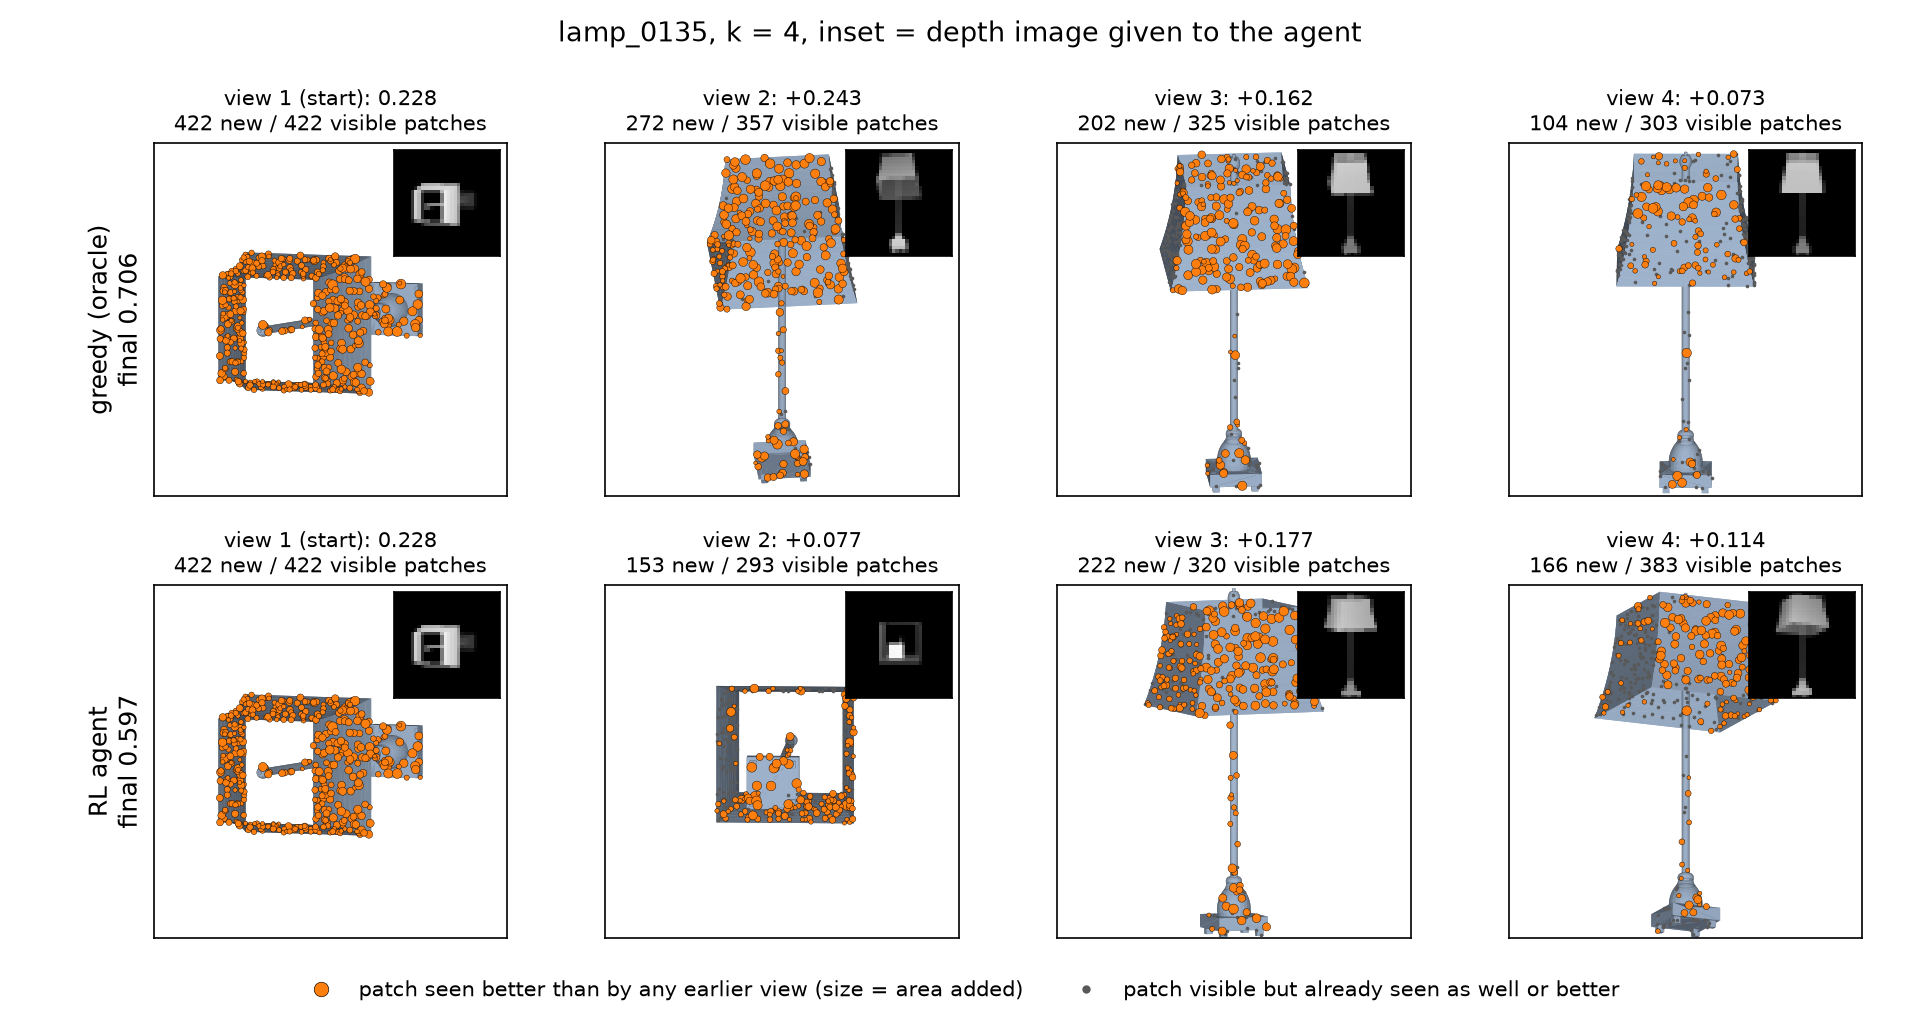 lamp_0135, k = 4, inset = depth image given to the agent
view 1 (start): 0.228
422 new / 422 visible patches
view 2: +0.243
272 new / 357 visible patches
view 3: +0.162
202 new / 325 visible patches
view 4: +0.073
104 new / 303 visible patches
greedy (oracle)
final 0.706
view 1 (start): 0.228
422 new / 422 visible patches
view 2: +0.077
153 new / 293 visible patches
view 3: +0.177
222 new / 320 visible patches
view 4: +0.114
166 new / 383 visible patches
RL agent
final 0.597
patch seen better than by any earlier view (size = area added)
patch visible but already seen as well or better